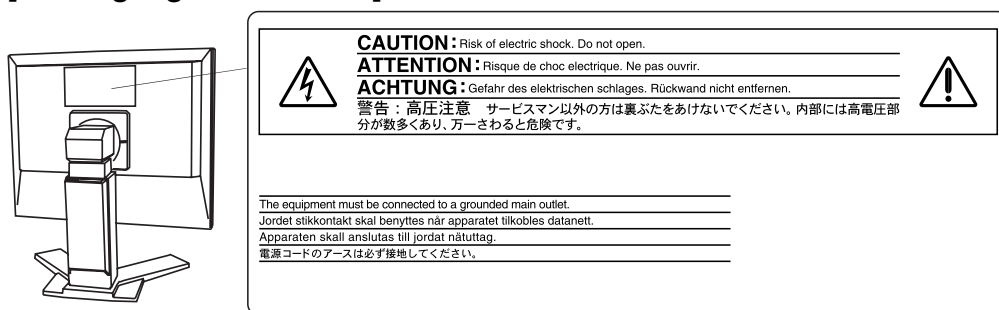 CAUTION: Risk of electric shock. Do not open.
ATTENTION: Risque de choc electrique. Ne pas ouvrir.
ACHTUNG: Gefahr des elektrischen schlages. Rückwand nicht entfernen.
警告：高圧注意 サービスマン以外の方は裏ぶたをあけないでください。内部には高電圧部
分が数多くあり、万一さわると危険です。
The equipment must be connected to a grounded main outlet.
Jordet stikkontakt skal benyttes når apparatet tilkobles datanett.
Apparaten skall anslutas till jordat nätuttag.
電源コードのアースは必ず接地してください。